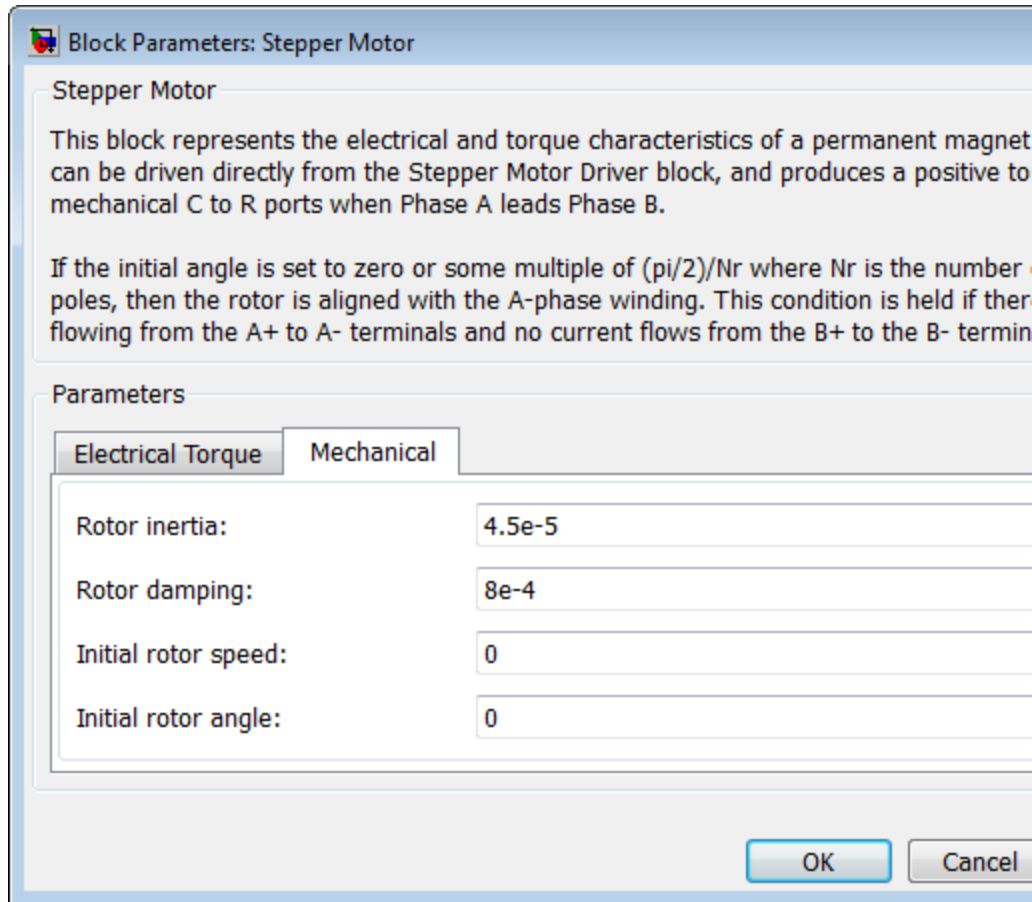 Block Parameters: Stepper Motor
Stepper Motor
This block represents the electrical and torque characteristics of a permanent magnet
can be driven directly from the Stepper Motor Driver block, and produces a positive to
mechanical C to R ports when Phase A leads Phase B.
If the initial angle is set to zero or some multiple of (pi/2)/Nr where Nr is the number
poles, then the rotor is aligned with the A-phase winding. This condition is held if ther
flowing from the A+ to A- terminals and no current flows from the B+ to the B- termin
Parameters
Electrical Torque Mechanical
Rotor inertia: 4.5e-5
Rotor damping: 8e-4
Initial rotor speed: 0
Initial rotor angle: 0
OK Cancel